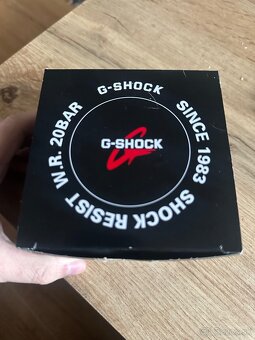 G-SHOCK
SINCE 1983
SHOCK RESIST
W.R. 20BAR
G-SHOCK